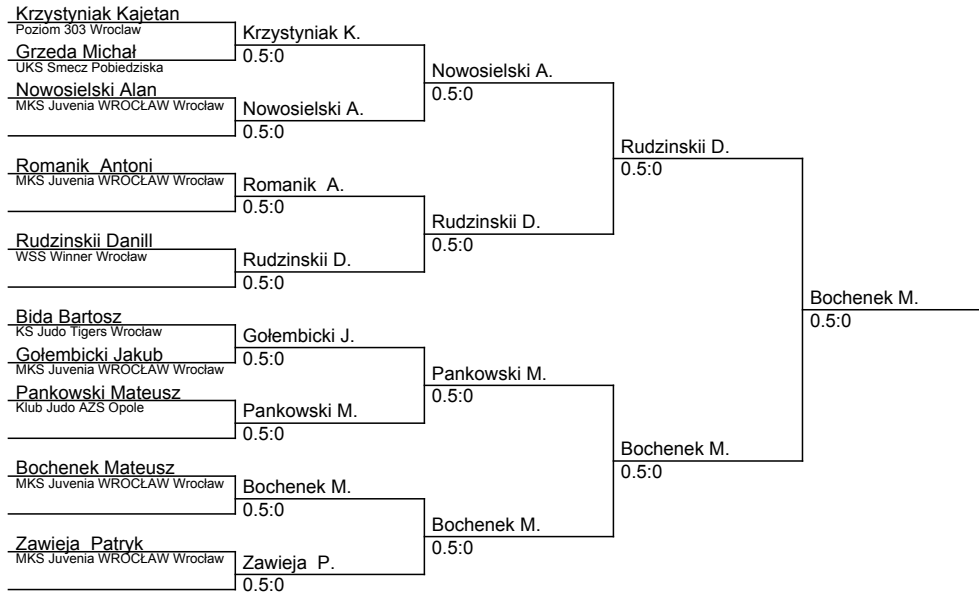 Krzystyniak Kajetan
Poziom 303 Wroclaw
Grzeda Michał
UKS Smecz Pobiedziska
Nowosielski Alan
MKS Juvenia WROCŁAW Wrocław
Romanik  Antoni
MKS Juvenia WROCŁAW Wrocław
Rudzinskii Danill
WSS Winner Wrocław
Bida Bartosz
KS Judo Tigers Wrocław
Gołembicki Jakub
MKS Juvenia WROCŁAW Wrocław
Pankowski Mateusz
Klub Judo AZS Opole
Bochenek Mateusz
MKS Juvenia WROCŁAW Wrocław
Zawieja  Patryk
MKS Juvenia WROCŁAW Wrocław
Krzystyniak K.
0.5:0
Nowosielski A.
0.5:0
Romanik  A.
0.5:0
Rudzinskii D.
0.5:0
Gołembicki J.
0.5:0
Pankowski M.
0.5:0
Bochenek M.
0.5:0
Zawieja  P.
0.5:0
Nowosielski A.
0.5:0
Rudzinskii D.
0.5:0
Pankowski M.
0.5:0
Bochenek M.
0.5:0
Rudzinskii D.
0.5:0
Bochenek M.
0.5:0
Bochenek M.
0.5:0